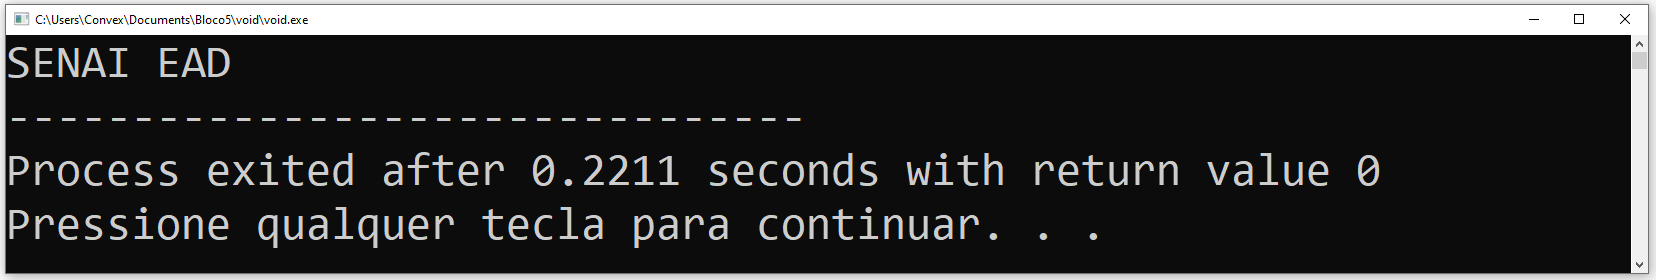 C:\Users\Convex\Documents\Bloco5\void\void.exe
SENAI EAD
--------------------------------
Process exited after 0.2211 seconds with return value 0
Pressione qualquer tecla para continuar. . .